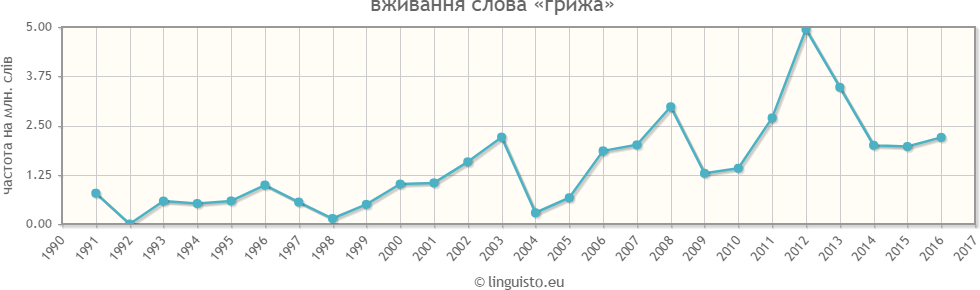 вживання слова «грижа»
частота на млн. слів
5.00
3.75
2.50
1.25
0.00
1990 1991 1992 1993 1994 1995 1996 1997 1998 1999 2000 2001 2002 2003 2004 2005 2006 2007 2008 2009 2010 2011 2012 2013 2014 2015 2016 2017
© linguisto.eu